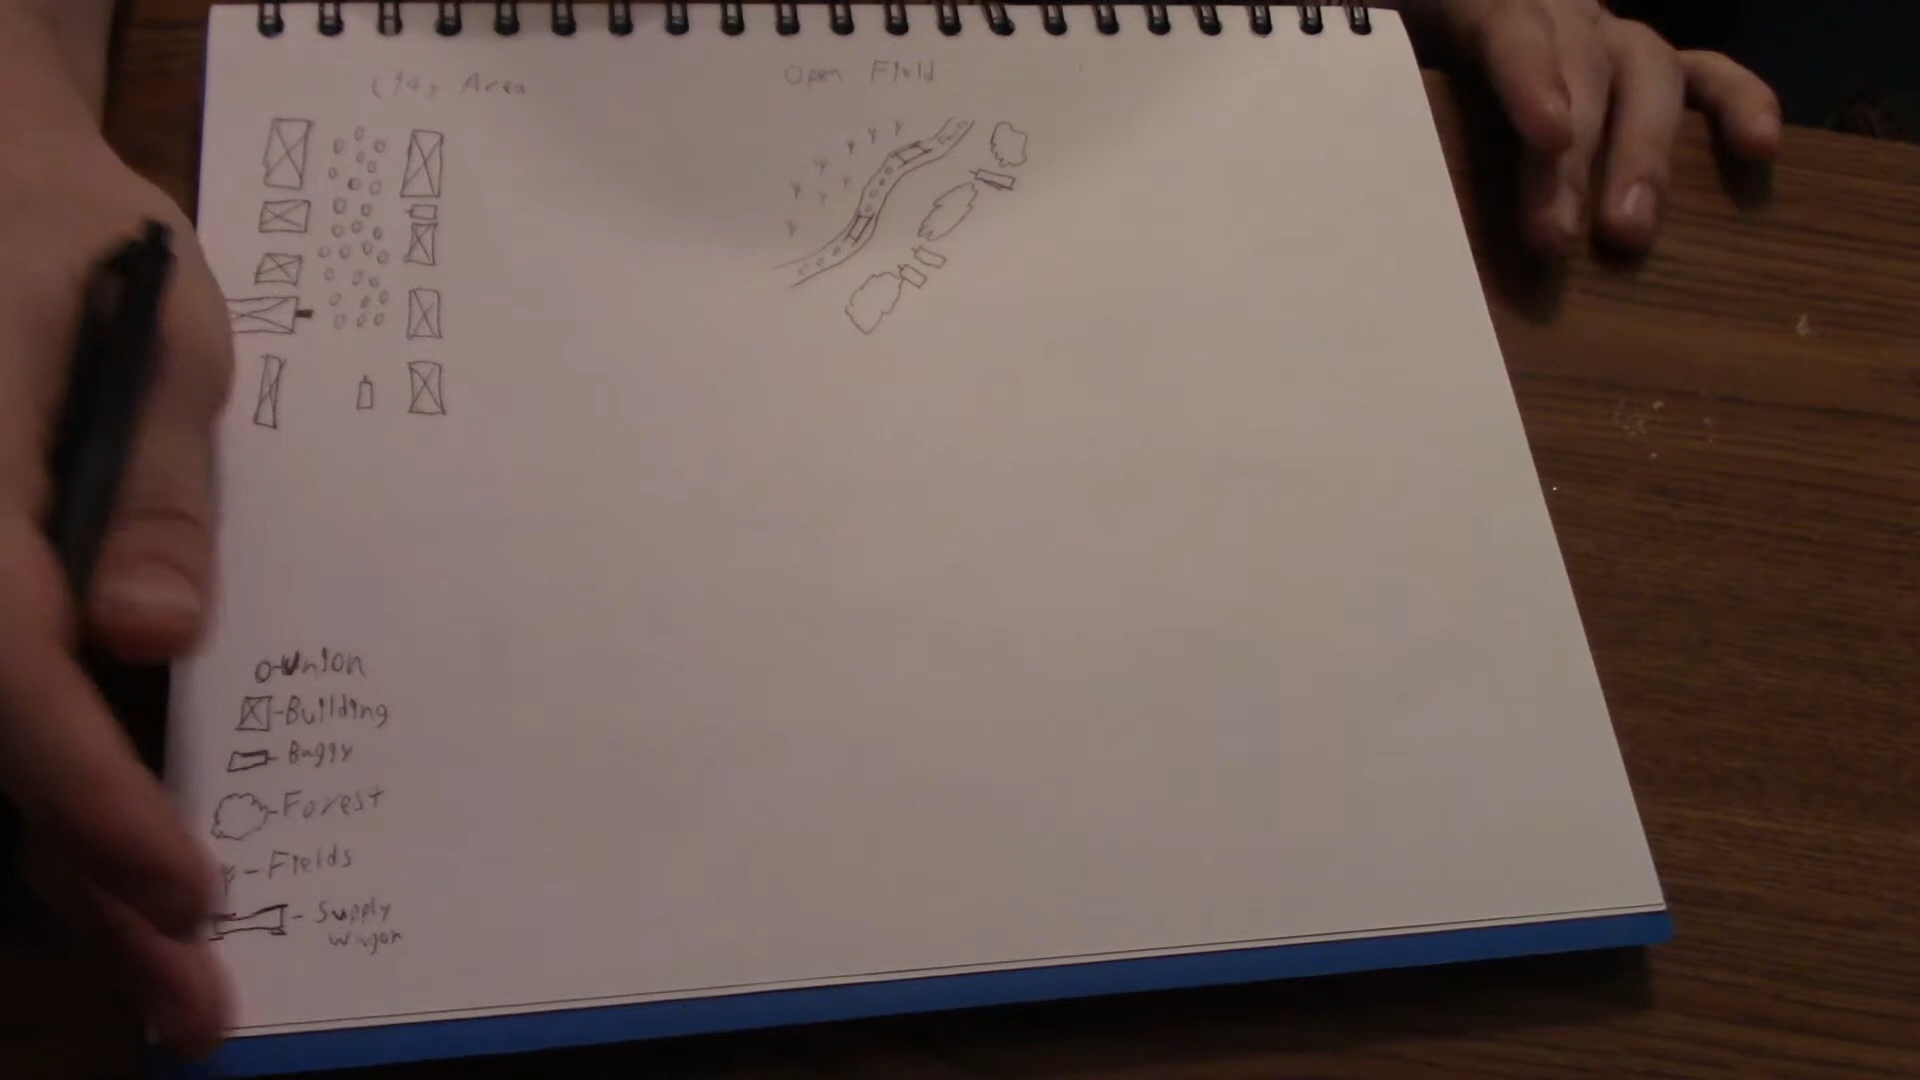 City Area
Open Field
Union
Building
Buggy
Forest
Fields
Supply
Wagon